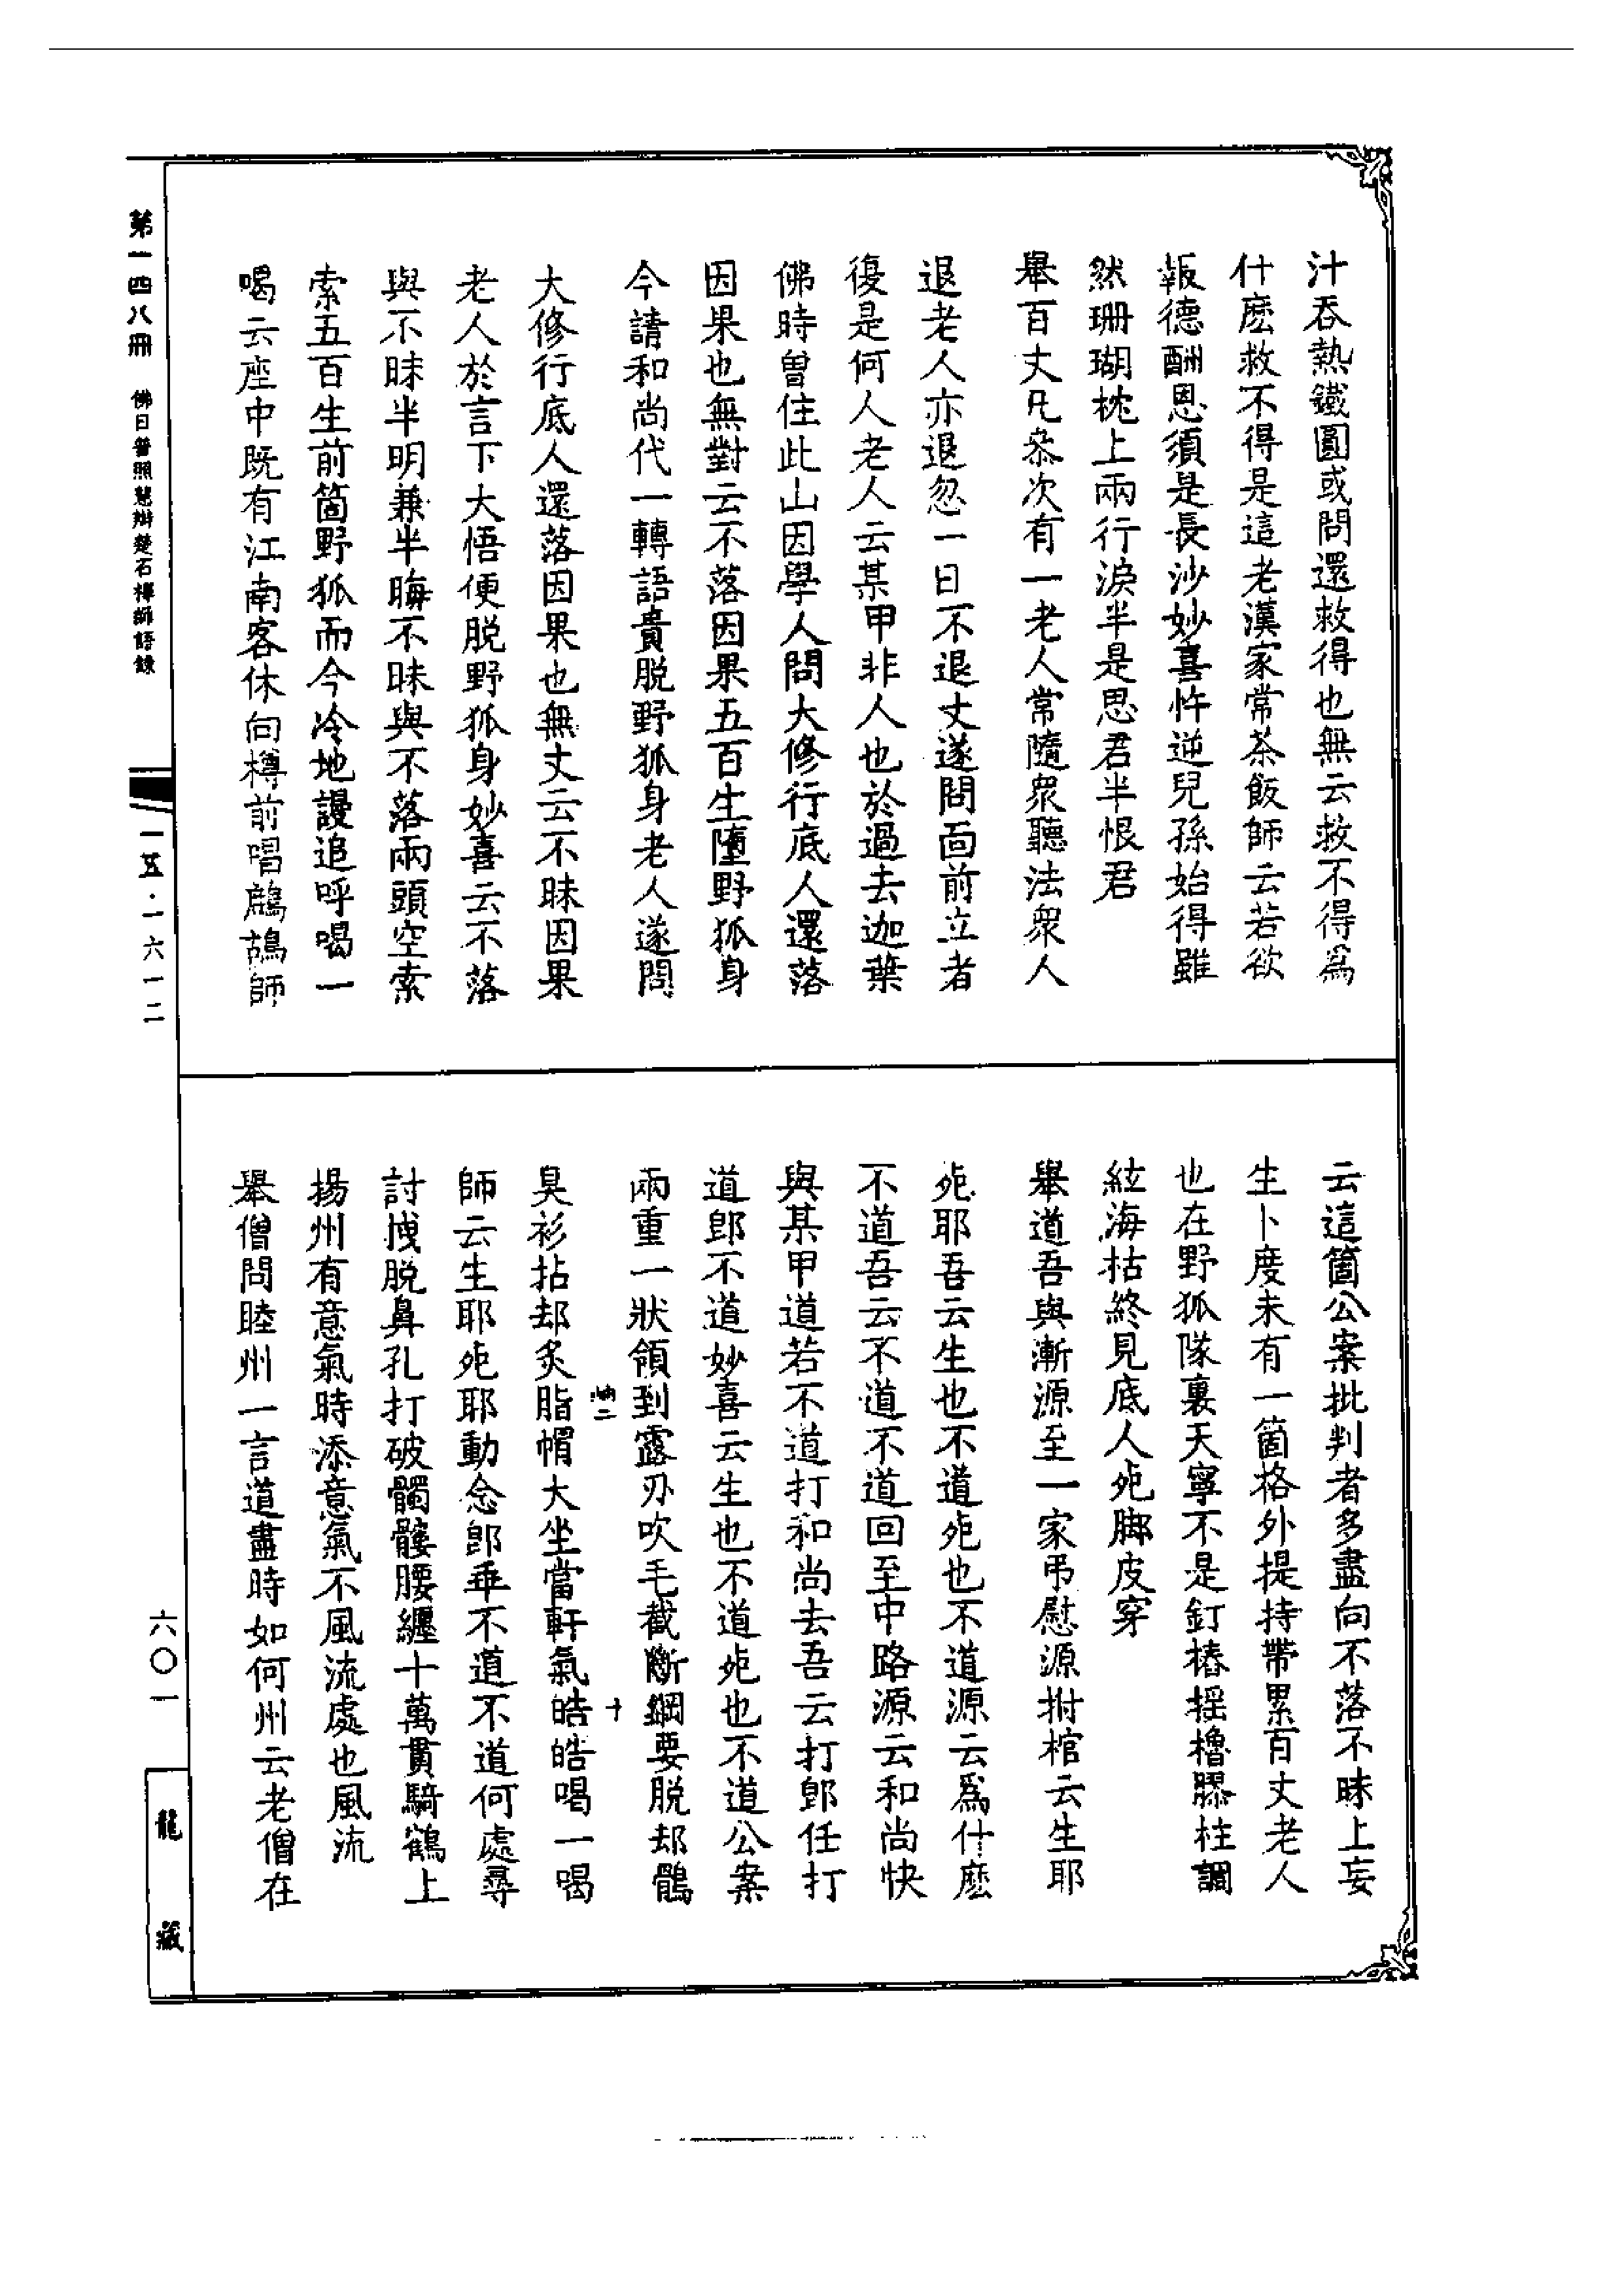 汁吞熱鐵圓或問還救得也無云救不得爲
什麽救不得是這老漢家常茶飯師云若欲
報德酬恩須是長沙妙喜忤逆兒孫始得雖
然珊瑚枕上兩行淚半是思君半恨君
舉百丈凡叅次有一老人常隨眾聽法眾人
退老人亦退忽一日不退丈遂問面前立者
復是何人老人云某甲非人也於過去迦葉
佛時曾住此山因學人問大修行底人還落
因果也無對云不落因果五百生墮野狐身
今請和尚代一轉語貴脱野狐身老人遂問
大修行底人還落因果也無丈云不昧因果
老人於言下大悟便脱野狐身妙喜云不落
與不昧半明兼半晦不昧與不落兩頭空索
索五百生前箇野狐而今冷地謾追呼喝一
喝云座中既有江南客休向樽前唱鷓鴣師
云這箇公案批判者多盡向不落不昧上妄
生卜度未有一箇格外提持帶累百丈老人
也在野狐隊裏天寧不是釘樁搖櫓膠柱調
絃海枯終見底人死脚皮穿
舉道吾與漸源至一家弔慰源拊棺云生耶
死耶吾云生也不道死也不道源云爲什麽
不道吾云不道不道回至中路源云和尚快
與某甲道若不道打和尚去吾云打卽任打
道卽不道妙喜云生也不道死也不道公案
兩重一狀領到露刃吹毛截斷鋼要脱却鶻
臭衫拈却炙脂帽大坐當軒氣皓皓喝一喝
師云生耶死耶動念卽乖不道不道何處尋
討拽脱鼻孔打破髑髏腰纏十萬貫騎鶴上
揚州有意氣時添意氣不風流處也風流
舉僧問睦州一言道盡時如何州云老僧在
十
第一四八冊
佛日普照慧辯楚石禪師語錄
一五·一六一二
六〇一
龍藏